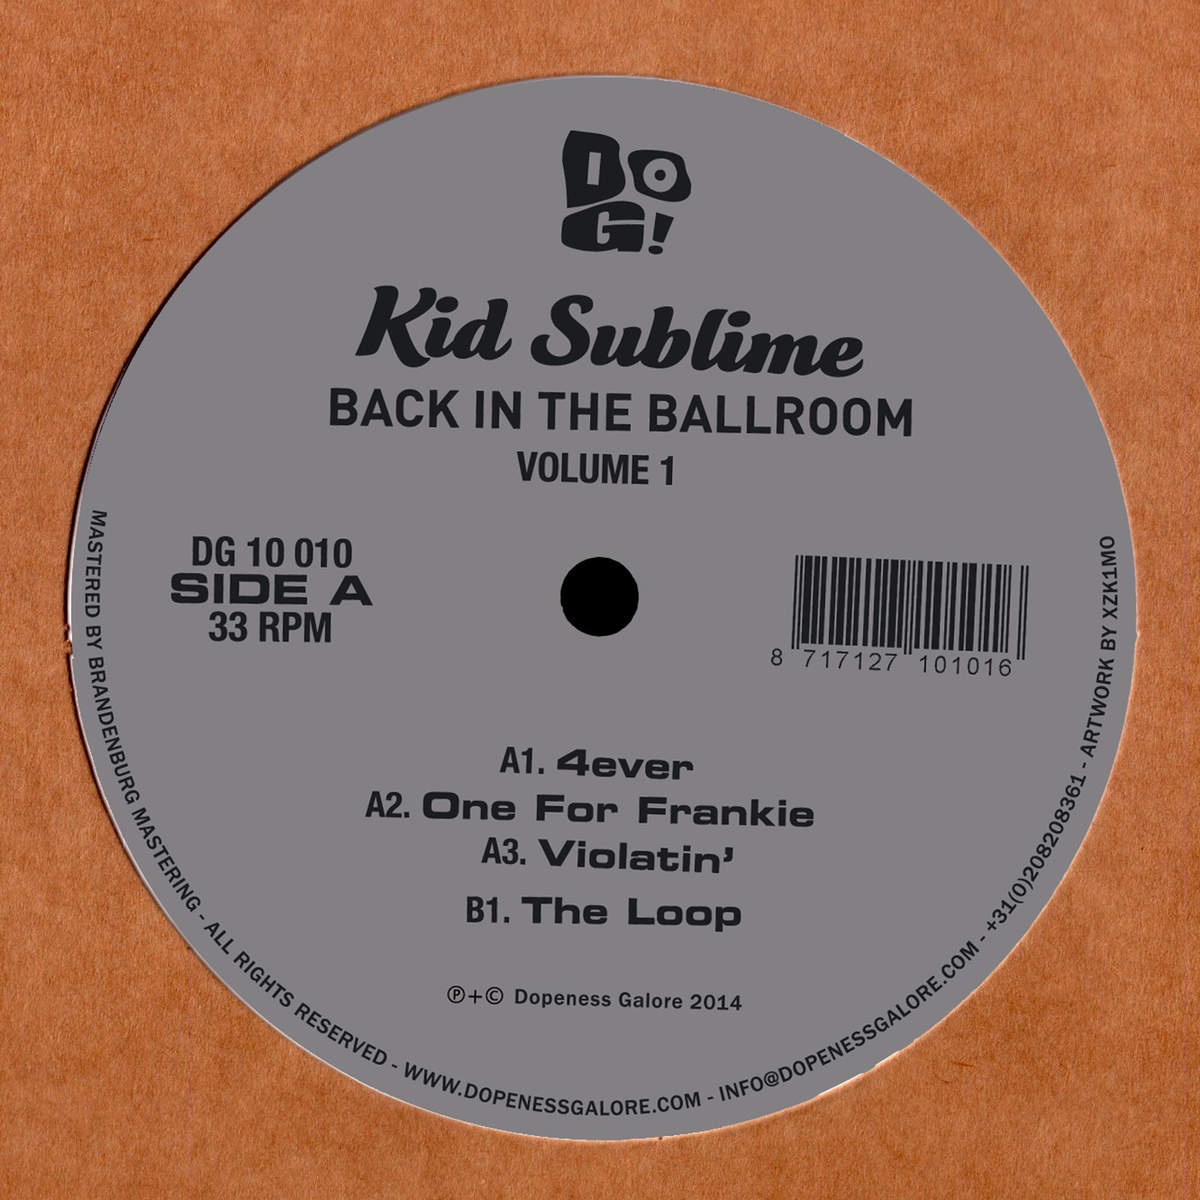 DOG!
Kid Sublime
BACK IN THE BALLROOM
VOLUME 1
DG 10 010
SIDE A
33 RPM
8 717127 101016
A1. 4ever
A2. One For Frankie
A3. Violatin’
B1. The Loop
℗+© Dopeness Galore 2014
MASTERED BY BRANDENBURG MASTERING - ALL RIGHTS RESERVED - WWW.DOPENESSGALORE.COM - INFO@DOPENESSGALORE.COM - +31(0)208208361 - ARTWORK BY XZK1MO